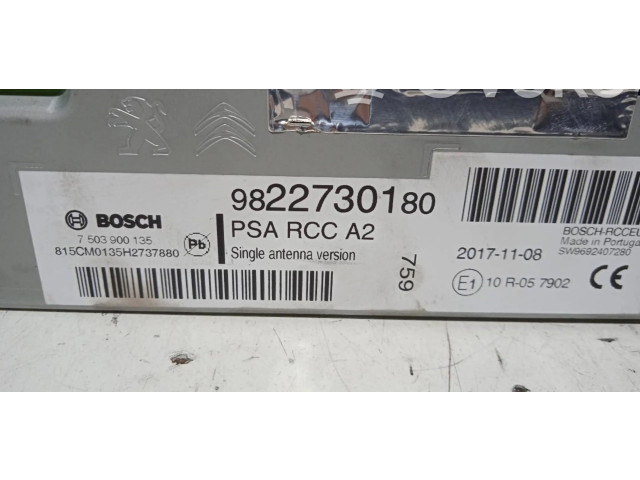 BOSCH
7 503 900 135
815CM0135H2737880
Pb
9822730180
PSA RCC A2
Single antenna version
759
BOSCH-RCCEU
Made in Portugal
SW9692407280
2017-11-08
E1 10 R-05 7902
CE